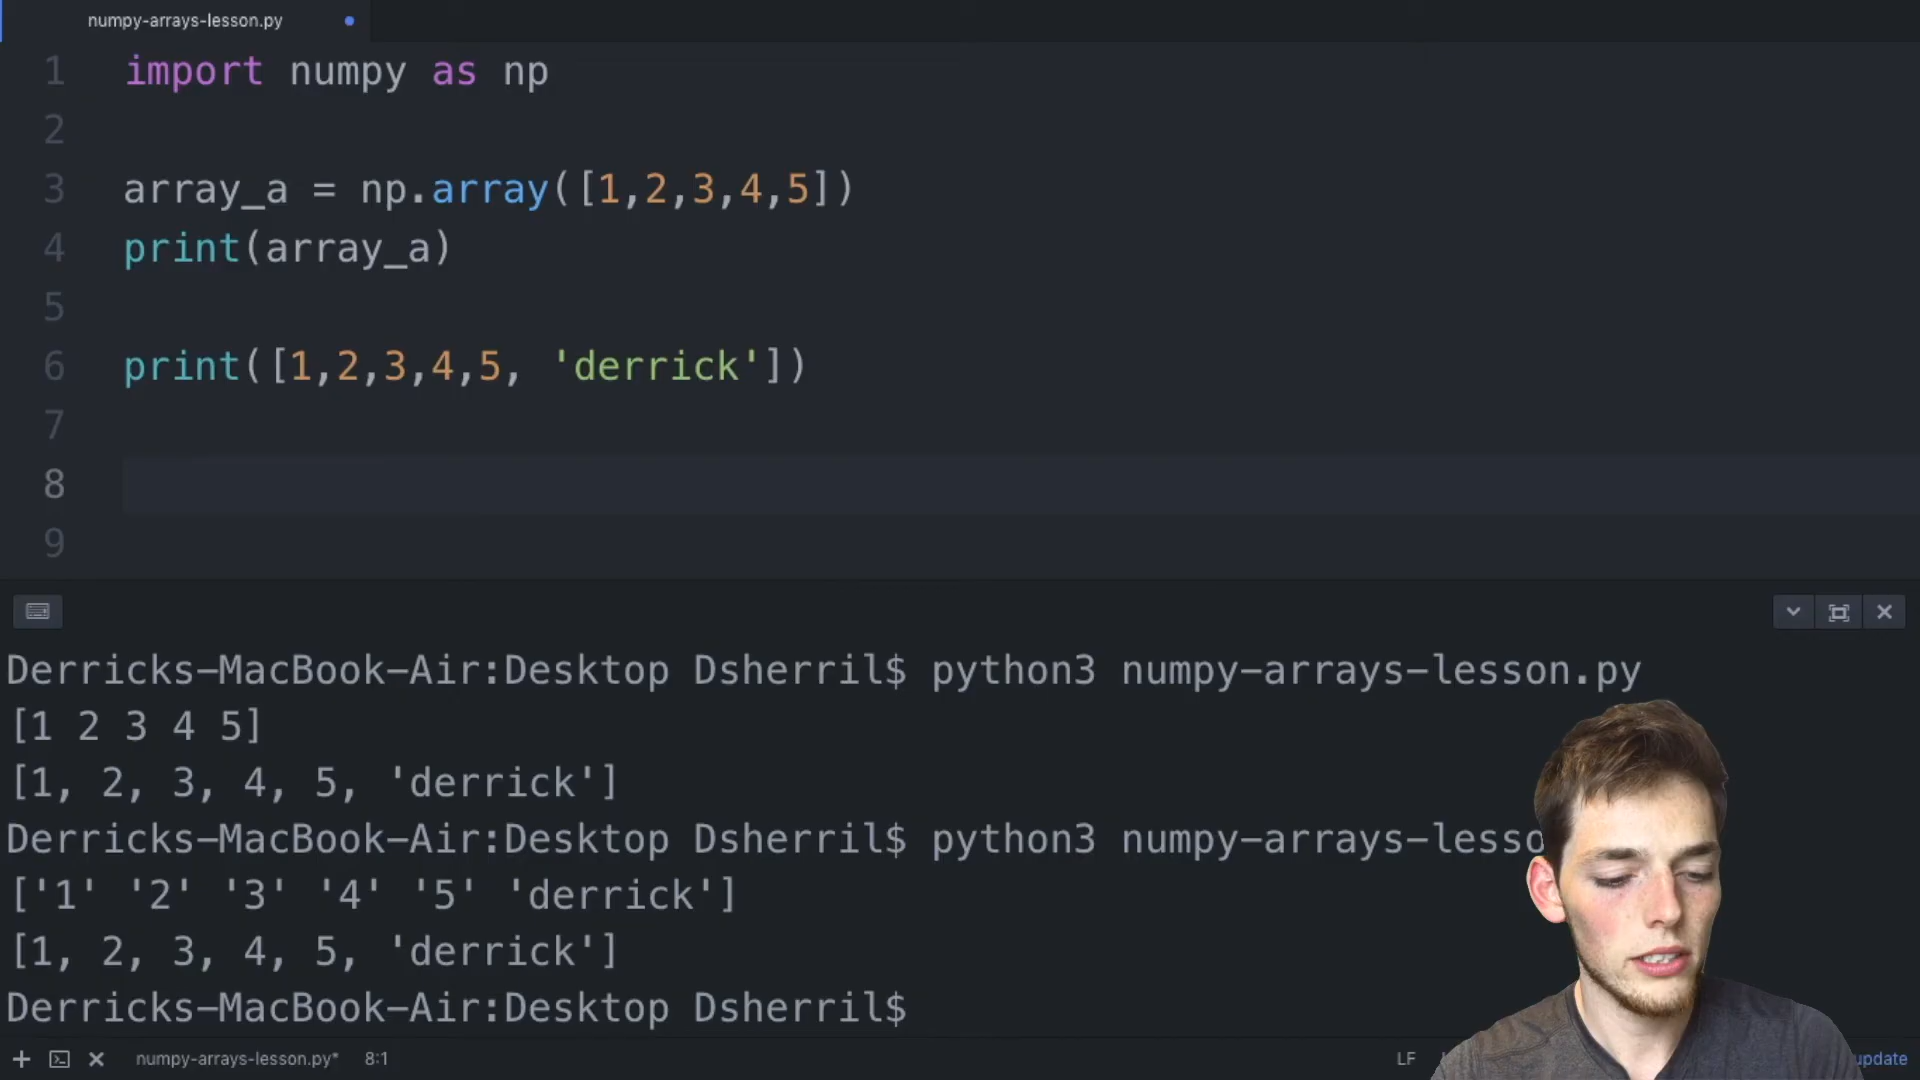 numpy-arrays-lesson.py
1 import numpy as np
2
3 array_a = np.array([1,2,3,4,5])
4 print(array_a)
5
6 print([1,2,3,4,5, 'derrick'])
7
8
9
Derricks-MacBook-Air:Desktop Dsherril$ python3 numpy-arrays-lesson.py
[1 2 3 4 5]
[1, 2, 3, 4, 5, 'derrick']
Derricks-MacBook-Air:Desktop Dsherril$ python3 numpy-arrays-lesso
['1' '2' '3' '4' '5' 'derrick']
[1, 2, 3, 4, 5, 'derrick']
Derricks-MacBook-Air:Desktop Dsherril$
numpy-arrays-lesson.py* 8:1 LF update